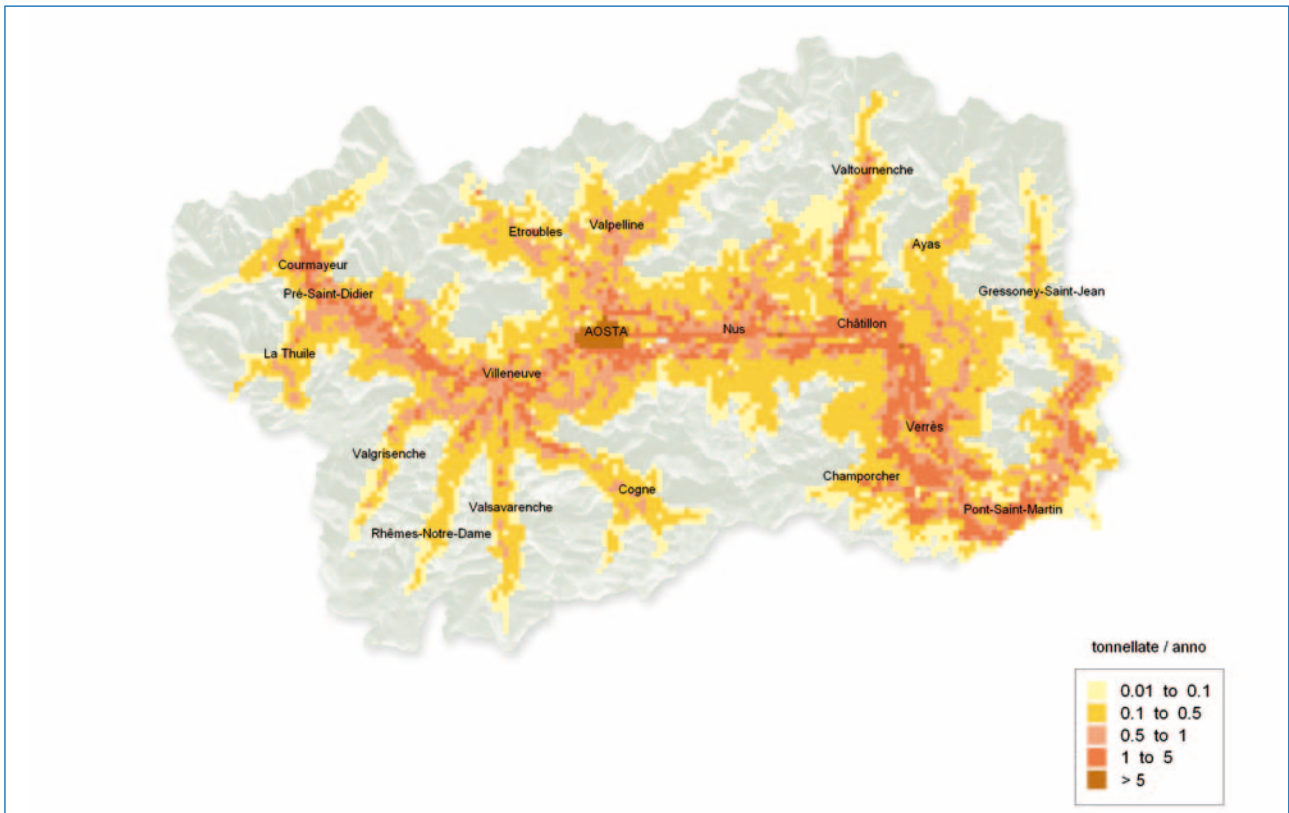 Valtournenche
Etroubles
Valpelline
Ayas
Courmayeur
Pré-Saint-Didier
Gressoney-Saint-Jean
AOSTA
Nus
Châtillon
La Thuile
Villeneuve
Verrès
Valgrisenche
Champorcher
Cogne
Valsavarenche
Pont-Saint-Martin
Rhêmes-Notre-Dame
tonnellate / anno
0.01 to 0.1
0.1 to 0.5
0.5 to 1
1 to 5
> 5